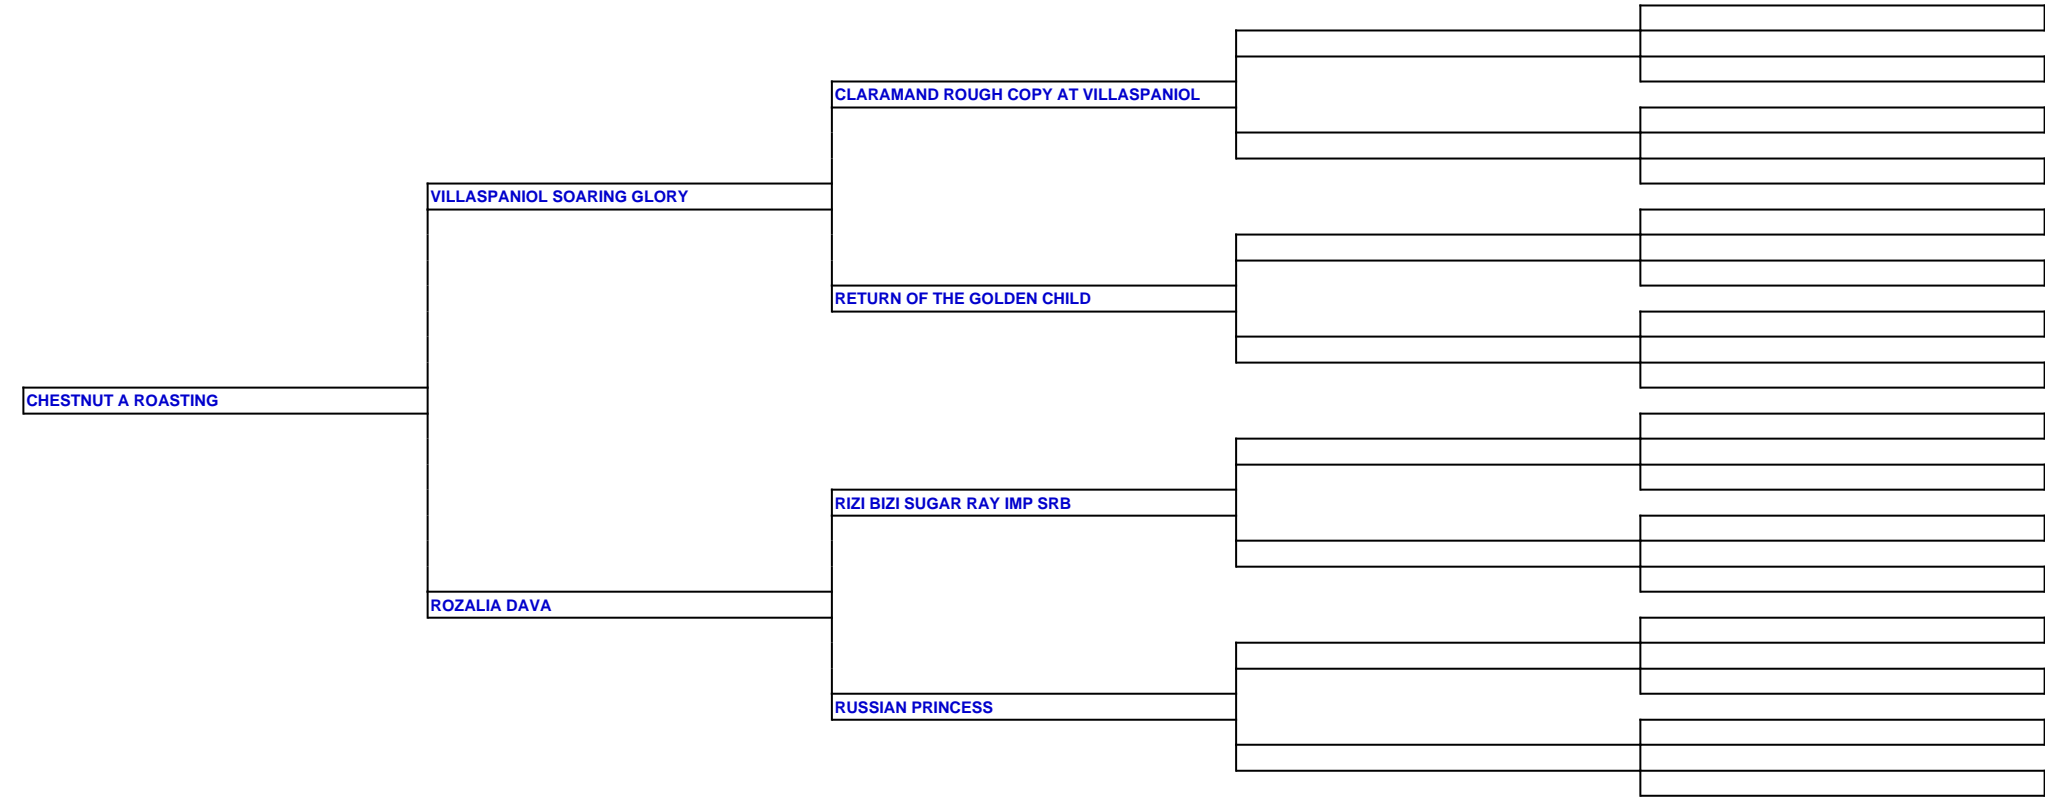 CLARAMAND ROUGH COPY AT VILLASPANIOL
VILLASPANIOL SOARING GLORY
RETURN OF THE GOLDEN CHILD
CHESTNUT A ROASTING
RIZI BIZI SUGAR RAY IMP SRB
ROZALIA DAVA
RUSSIAN PRINCESS